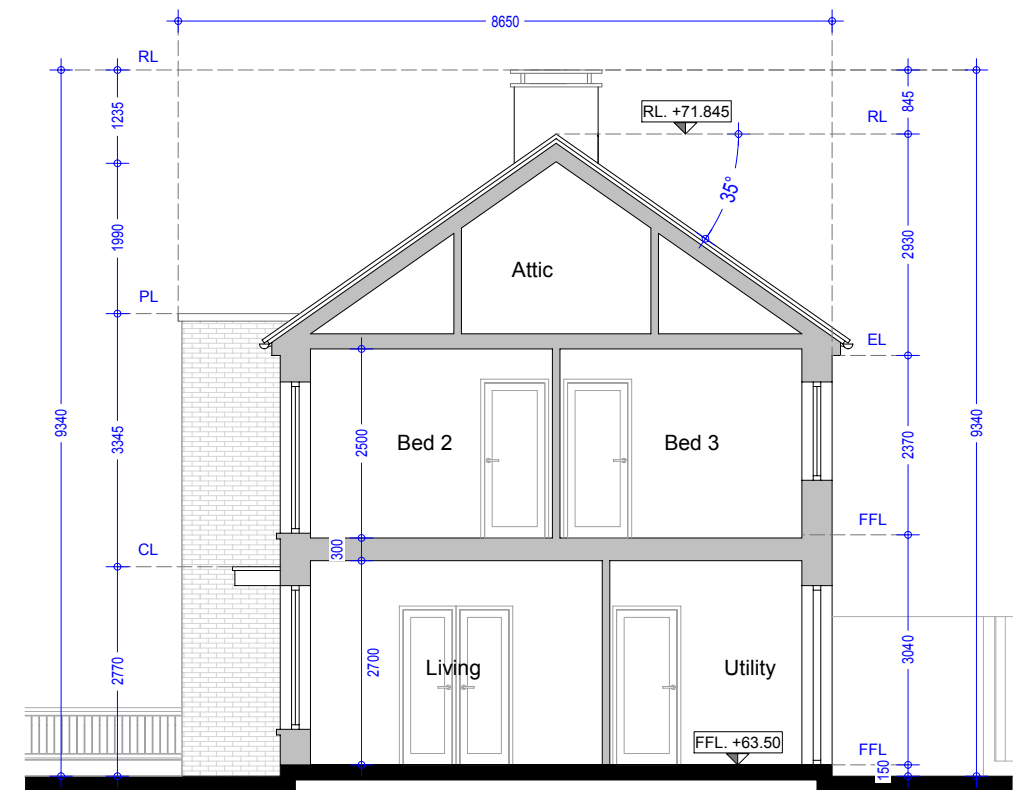 8650
RL
1235
845
RL. +71.845
RL
35°
1990
2930
Attic
PL
EL
9340
3345
2500
Bed 2
Bed 3
2370
9340
FFL
CL
300
2770
2700
Living
Utility
3040
FFL. +63.50
FFL
150